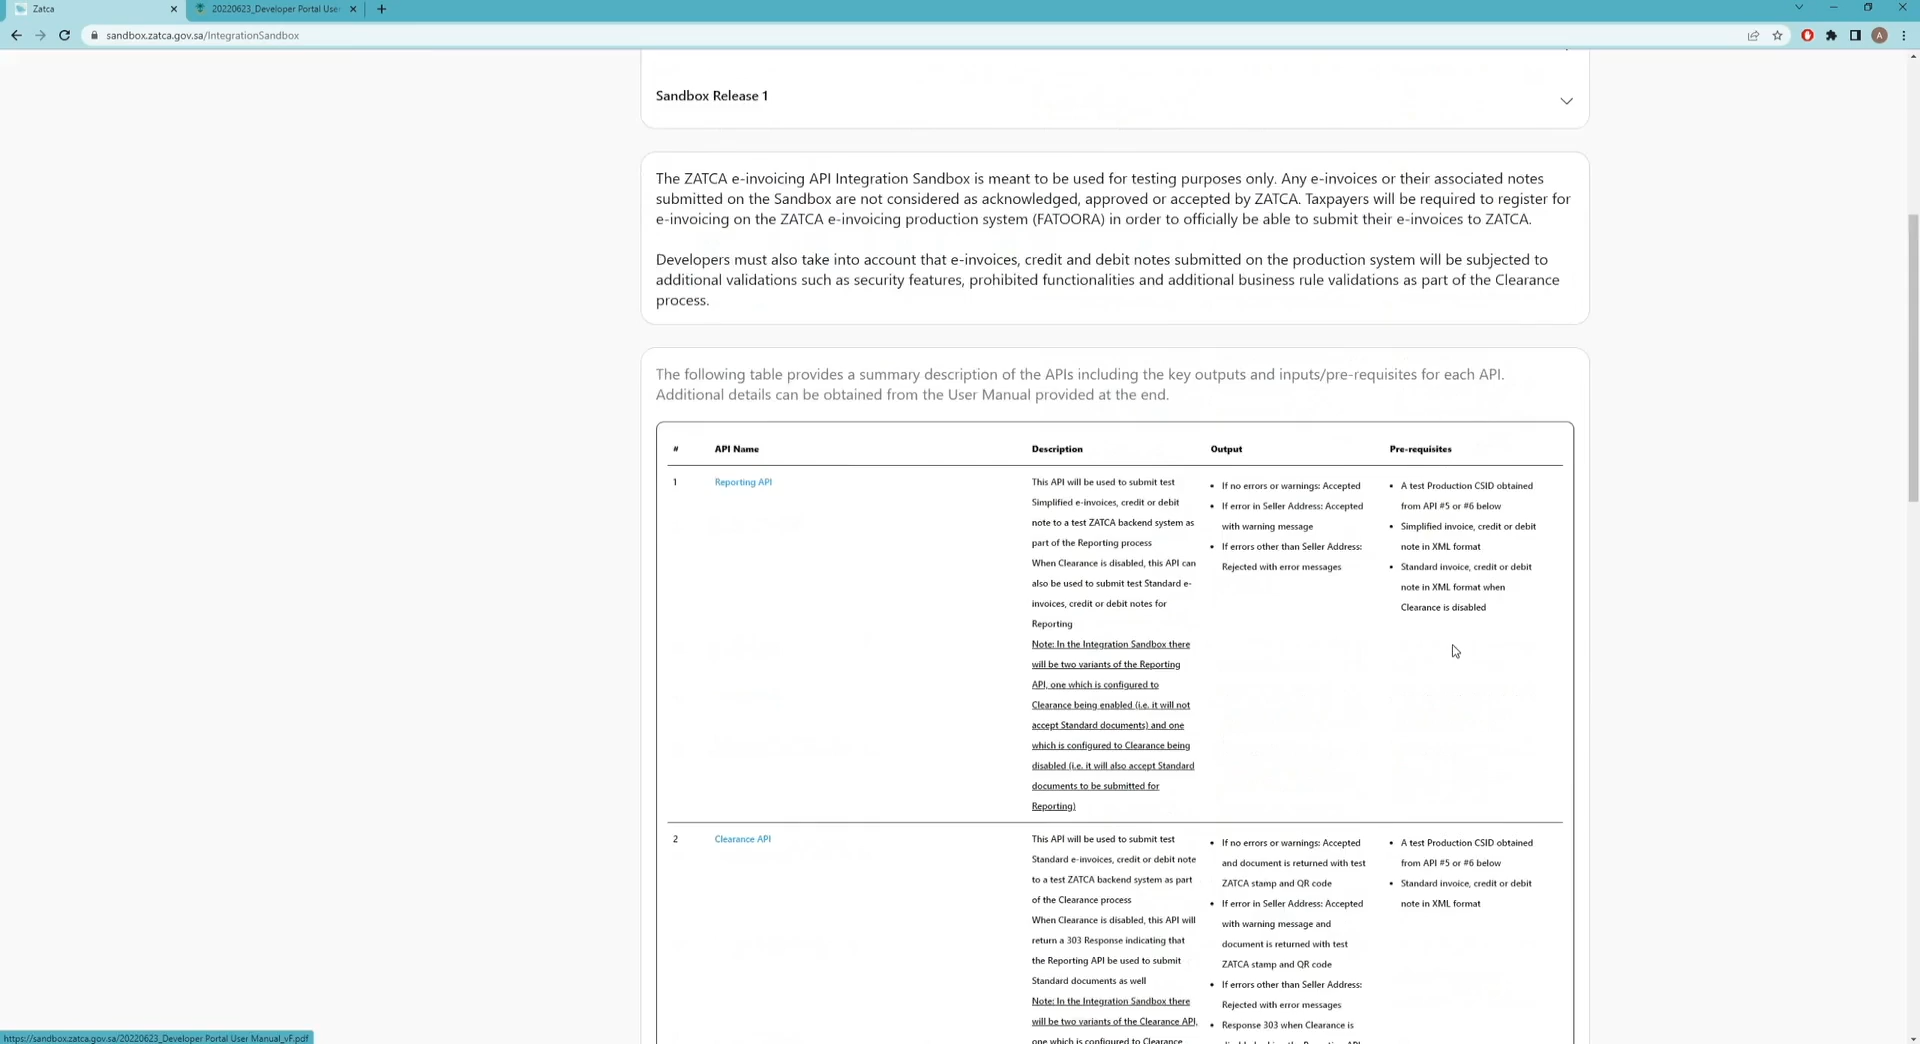 Zatca
20220623_Developer Portal User
sandbox.zatca.gov.sa/IntegrationSandbox
A
Sandbox Release 1
The ZATCA e-invoicing API Integration Sandbox is meant to be used for testing purposes only. Any e-invoices or their associated notes
submitted on the Sandbox are not considered as acknowledged, approved or accepted by ZATCA. Taxpayers will be required to register for
e-invoicing on the ZATCA e-invoicing production system (FATOORA) in order to officially be able to submit their e-invoices to ZATCA.
Developers must also take into account that e-invoices, credit and debit notes submitted on the production system will be subjected to
additional validations such as security features, prohibited functionalities and additional business rule validations as part of the Clearance
process.
The following table provides a summary description of the APIs including the key outputs and inputs/pre-requisites for each API.
Additional details can be obtained from the User Manual provided at the end.
# API Name Description Output Pre-requisites
1
Reporting API
This API will be used to submit test
Simplified e-invoices, credit or debit
note to a test ZATCA backend system as
part of the Reporting process
When Clearance is disabled, this API can
also be used to submit test Standard e-
invoices, credit or debit notes for
Reporting
Note: In the Integration Sandbox there
will be two variants of the Reporting
API, one which is configured to
Clearance being enabled (i.e. it will not
accept Standard documents) and one
which is configured to Clearance being
disabled (i.e. it will also accept Standard
documents to be submitted for
Reporting)
• If no errors or warnings: Accepted
• If error in Seller Address: Accepted
with warning message
• If errors other than Seller Address:
Rejected with error messages
• A test Production CSID obtained
from API #5 or #6 below
• Simplified invoice, credit or debit
note in XML format
• Standard invoice, credit or debit
note in XML format when
Clearance is disabled
2
Clearance API
This API will be used to submit test
Standard e-invoices, credit or debit note
to a test ZATCA backend system as part
of the Clearance process
When Clearance is disabled, this API will
return a 303 Response indicating that
the Reporting API be used to submit
Standard documents as well
Note: In the Integration Sandbox there
will be two variants of the Clearance API,
one which is configured to Clearance
• If no errors or warnings: Accepted
and document is returned with test
ZATCA stamp and QR code
• If error in Seller Address: Accepted
with warning message and
document is returned with test
ZATCA stamp and QR code
• If errors other than Seller Address:
Rejected with error messages
• Response 303 when Clearance is
• A test Production CSID obtained
from API #5 or #6 below
• Standard invoice, credit or debit
note in XML format
https://sandbox.zatca.gov.sa/20220623_Developer Portal User Manual_vF.pdf